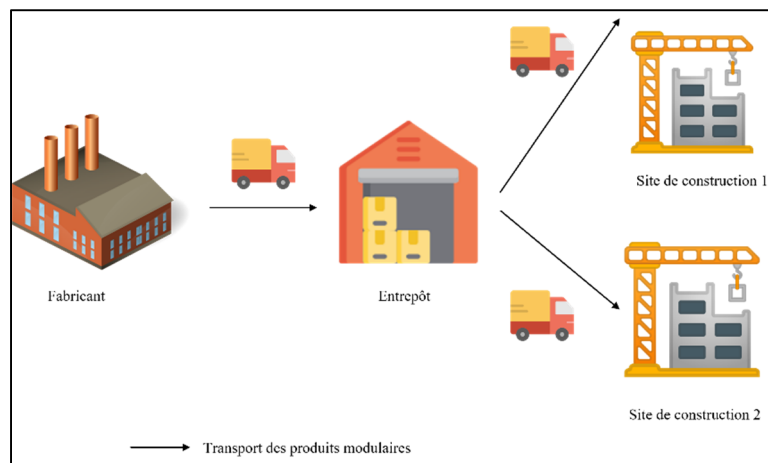 Site de construction 1
Fabricant
Entrepôt
Site de construction 2
Transport des produits modulaires